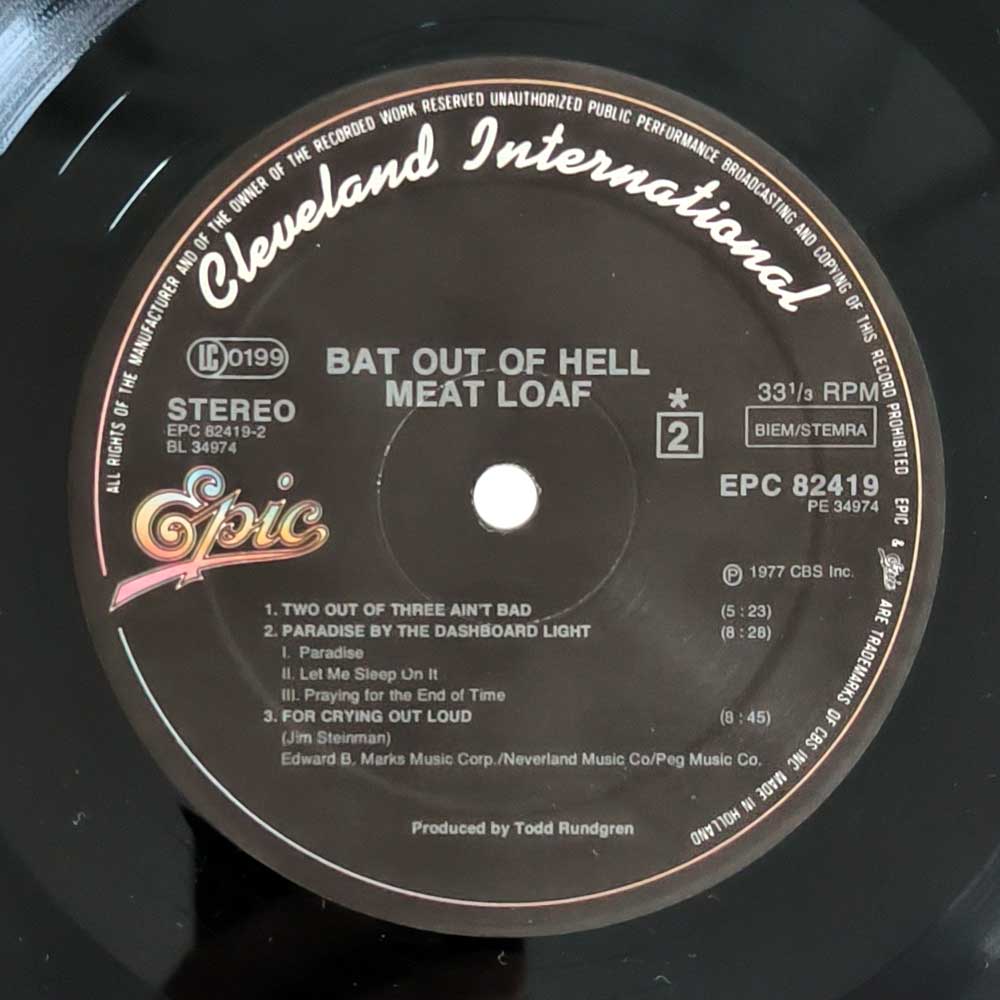 ALL RIGHTS OF THE MANUFACTURER AND OF THE OWNER OF THE RECORDED WORK RESERVED UNAUTHORIZED PUBLIC PERFORMANCE BROADCASTING AND COPYING OF THIS RECORD PROHIBITED EPIC & Epic ARE TRADEMARKS OF CBS INC MADE IN HOLLAND
Cleveland International
LC 0199
BAT OUT OF HELL
MEAT LOAF
STEREO
EPC 82419-2
BL 34974
*
2
33 1/3 RPM
BIEM/STEMRA
EPC 82419
PE 34974
Epic
℗ 1977 CBS Inc.
1. TWO OUT OF THREE AIN'T BAD (5 : 23)
2. PARADISE BY THE DASHBOARD LIGHT (8 : 28)
I. Paradise
II. Let Me Sleep On It
III. Praying for the End of Time
3. FOR CRYING OUT LOUD (8 : 45)
(Jim Steinman)
Edward B. Marks Music Corp./Neverland Music Co/Peg Music Co.
Produced by Todd Rundgren